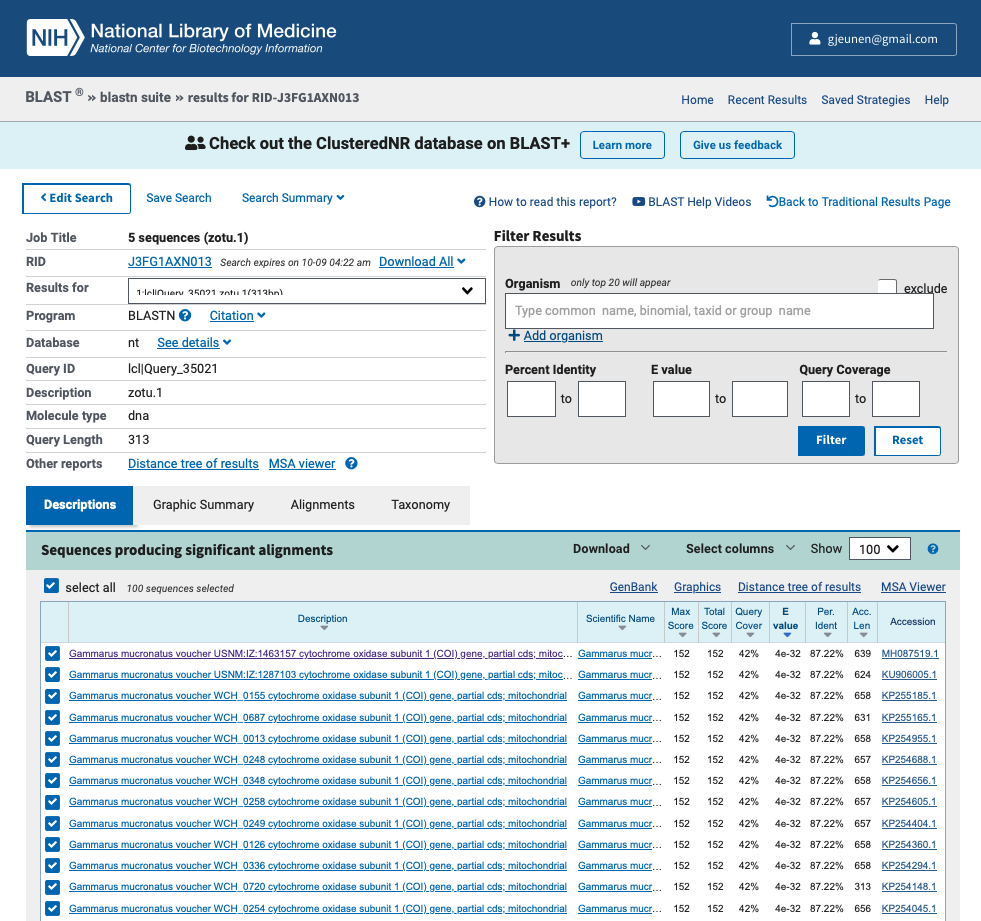 NIH National Library of Medicine
National Center for Biotechnology Information
gjeunen@gmail.com
BLAST ® » blastn suite » results for RID-J3FG1AXN013
Home Recent Results Saved Strategies Help
Check out the ClusteredNR database on BLAST+ Learn more Give us feedback
Edit Search Save Search Search Summary
How to read this report? BLAST Help Videos Back to Traditional Results Page
Job Title 5 sequences (zotu.1)
RID J3FG1AXN013 Search expires on 10-09 04:22 am Download All
Results for 1:lcl|Query_35021 zotu.1(313bp)
Program BLASTN ? Citation
Database nt See details
Query ID lcl|Query_35021
Description zotu.1
Molecule type dna
Query Length 313
Other reports Distance tree of results MSA viewer ?
Filter Results
Organism only top 20 will appear exclude
Type common name, binomial, taxid or group name
+ Add organism
Percent Identity E value Query Coverage
to to to
Filter Reset
Descriptions Graphic Summary Alignments Taxonomy
Sequences producing significant alignments Download Select columns Show 100 ?
select all 100 sequences selected GenBank Graphics Distance tree of results MSA Viewer
Description Scientific Name Max Score Total Score Query Cover E value Per. Ident Acc. Len Accession
Gammarus mucronatus voucher USNM:IZ:1463157 cytochrome oxidase subunit 1 (COI) gene, partial cds; mitoc... Gammarus mucr... 152 152 42% 4e-32 87.22% 639 MH087519.1
Gammarus mucronatus voucher USNM:IZ:1287103 cytochrome oxidase subunit 1 (COI) gene, partial cds; mitoc... Gammarus mucr... 152 152 42% 4e-32 87.22% 624 KU906005.1
Gammarus mucronatus voucher WCH_0155 cytochrome oxidase subunit 1 (COI) gene, partial cds; mitochondrial Gammarus mucr... 152 152 42% 4e-32 87.22% 658 KP255185.1
Gammarus mucronatus voucher WCH_0687 cytochrome oxidase subunit 1 (COI) gene, partial cds; mitochondrial Gammarus mucr... 152 152 42% 4e-32 87.22% 631 KP255165.1
Gammarus mucronatus voucher WCH_0013 cytochrome oxidase subunit 1 (COI) gene, partial cds; mitochondrial Gammarus mucr... 152 152 42% 4e-32 87.22% 658 KP254955.1
Gammarus mucronatus voucher WCH_0248 cytochrome oxidase subunit 1 (COI) gene, partial cds; mitochondrial Gammarus mucr... 152 152 42% 4e-32 87.22% 657 KP254688.1
Gammarus mucronatus voucher WCH_0348 cytochrome oxidase subunit 1 (COI) gene, partial cds; mitochondrial Gammarus mucr... 152 152 42% 4e-32 87.22% 658 KP254656.1
Gammarus mucronatus voucher WCH_0258 cytochrome oxidase subunit 1 (COI) gene, partial cds; mitochondrial Gammarus mucr... 152 152 42% 4e-32 87.22% 657 KP254605.1
Gammarus mucronatus voucher WCH_0249 cytochrome oxidase subunit 1 (COI) gene, partial cds; mitochondrial Gammarus mucr... 152 152 42% 4e-32 87.22% 657 KP254404.1
Gammarus mucronatus voucher WCH_0126 cytochrome oxidase subunit 1 (COI) gene, partial cds; mitochondrial Gammarus mucr... 152 152 42% 4e-32 87.22% 658 KP254360.1
Gammarus mucronatus voucher WCH_0336 cytochrome oxidase subunit 1 (COI) gene, partial cds; mitochondrial Gammarus mucr... 152 152 42% 4e-32 87.22% 658 KP254294.1
Gammarus mucronatus voucher WCH_0720 cytochrome oxidase subunit 1 (COI) gene, partial cds; mitochondrial Gammarus mucr... 152 152 42% 4e-32 87.22% 313 KP254148.1
Gammarus mucronatus voucher WCH_0254 cytochrome oxidase subunit 1 (COI) gene, partial cds; mitochondrial Gammarus mucr... 152 152 42% 4e-32 87.22% 656 KP254045.1